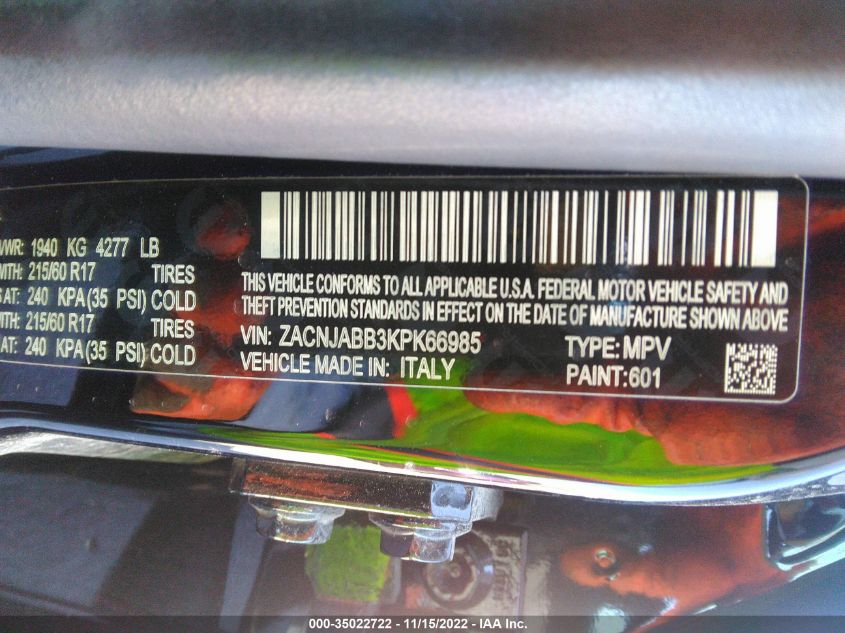 VWR: 1940 KG 4277 LB
WITH: 215/60 R17 TIRES
S AT: 240 KPA(35 PSI) COLD
WITH: 215/60 R17 TIRES
AT: 240 KPA(35 PSI) COLD
THIS VEHICLE CONFORMS TO ALL APPLICABLE U.S.A. FEDERAL MOTOR VEHICLE SAFETY AND
THEFT PREVENTION STANDARDS IN EFFECT ON THE DATE OF MANUFACTURE SHOWN ABOVE
VIN: ZACNJABB3KPK66985 TYPE:MPV
VEHICLE MADE IN: ITALY PAINT:601
000-35022722 - 11/15/2022 - IAA Inc.